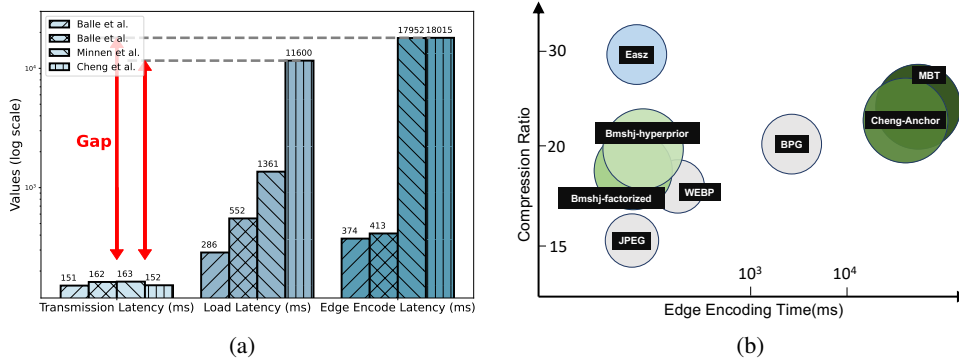 Values (log scale)
10⁴
10³
Balle et al.
Balle et al.
Minnen et al.
Cheng et al.
Gap
151
162
163
152
286
552
1361
11600
374
413
17952
18015
Transmission Latency (ms)
Load Latency (ms)
Edge Encode Latency (ms)
(a)
Compression Ratio
30
20
15
Easz
MBT
Cheng-Anchor
Bmshj-hyperprior
BPG
WEBP
Bmshj-factorized
JPEG
10³
10⁴
Edge Encoding Time(ms)
(b)